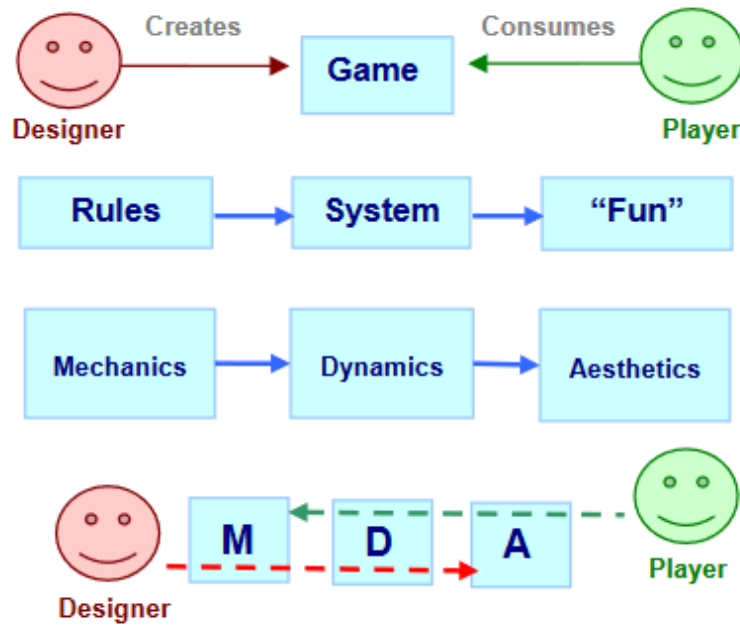 Creates
Consumes
Game
Designer
Player
Rules
System
“Fun”
Mechanics
Dynamics
Aesthetics
M
D
A
Player
Designer